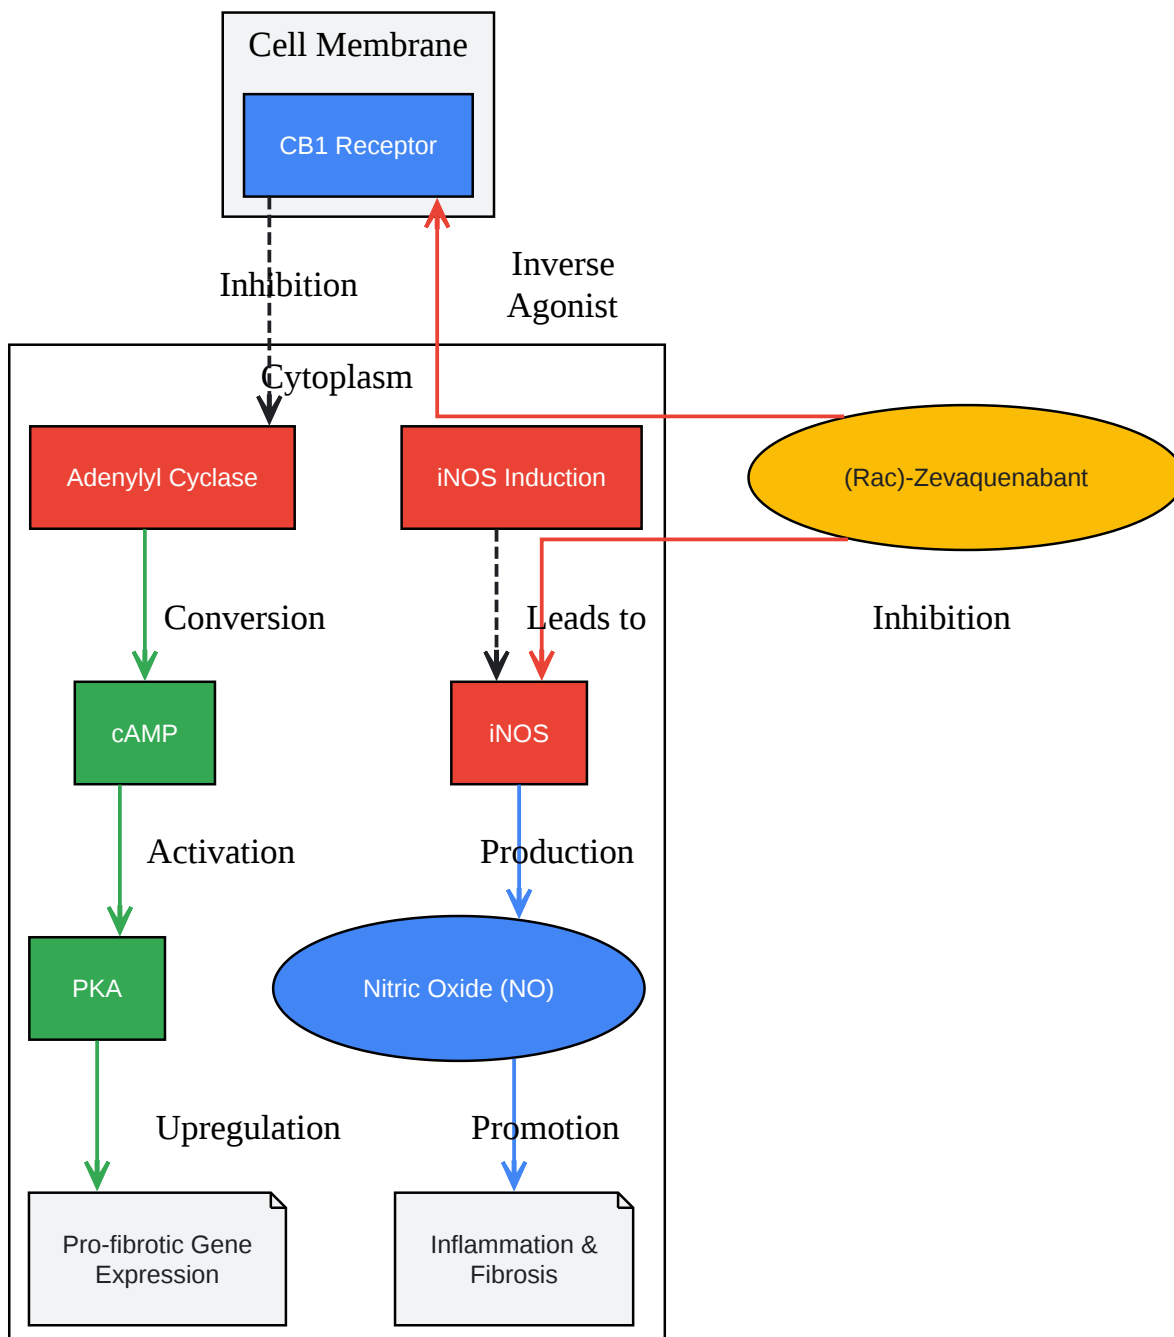 Cell Membrane
CB1 Receptor
Inhibition
Inverse
Agonist
Cytoplasm
Adenylyl Cyclase
iNOS Induction
(Rac)-Zevaquenabant
Conversion
Leads to
Inhibition
cAMP
iNOS
Activation
Production
PKA
Nitric Oxide (NO)
Upregulation
Promotion
Pro-fibrotic Gene
Expression
Inflammation &
Fibrosis